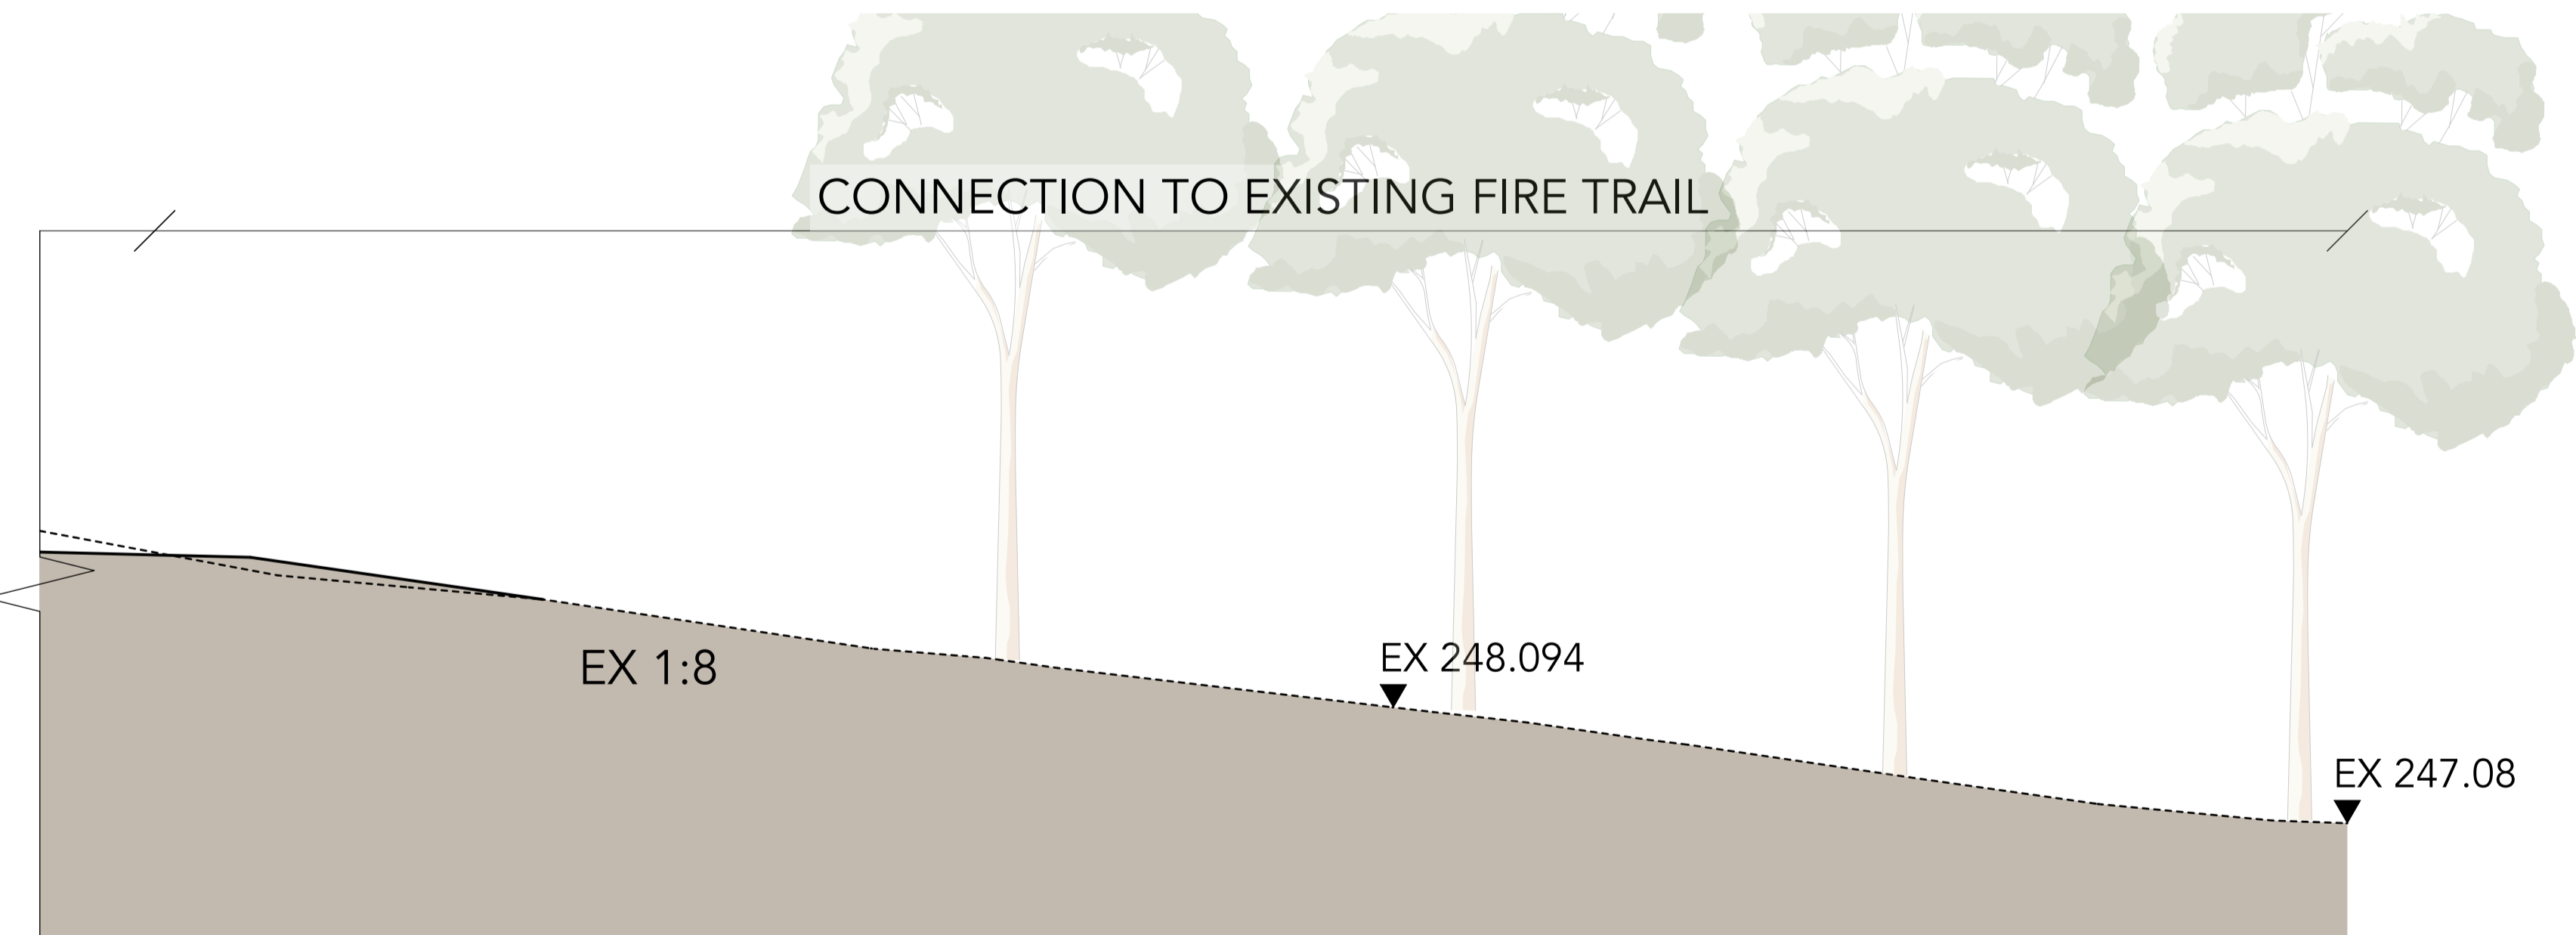 CONNECTION TO EXISTING FIRE TRAIL
EX 1:8
EX 248.094
EX 247.08